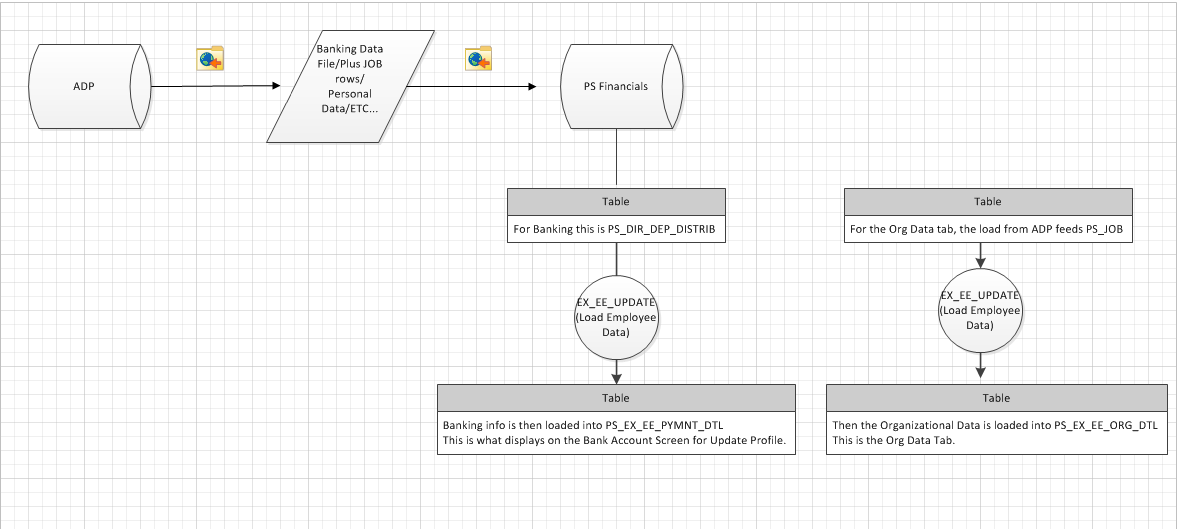 ADP
Banking Data
File/Plus JOB
rows/
Personal
Data/ETC...
PS Financials
Table
For Banking this is PS_DIR_DEP_DISTRIB
EX_EE_UPDATE
(Load Employee
Data)
Table
Banking info is then loaded into PS_EX_EE_PYMNT_DTL
This is what displays on the Bank Account Screen for Update Profile.
Table
For the Org Data tab, the load from ADP feeds PS_JOB
EX_EE_UPDATE
(Load Employee
Data)
Table
Then the Organizational Data is loaded into PS_EX_EE_ORG_DTL
This is the Org Data Tab.